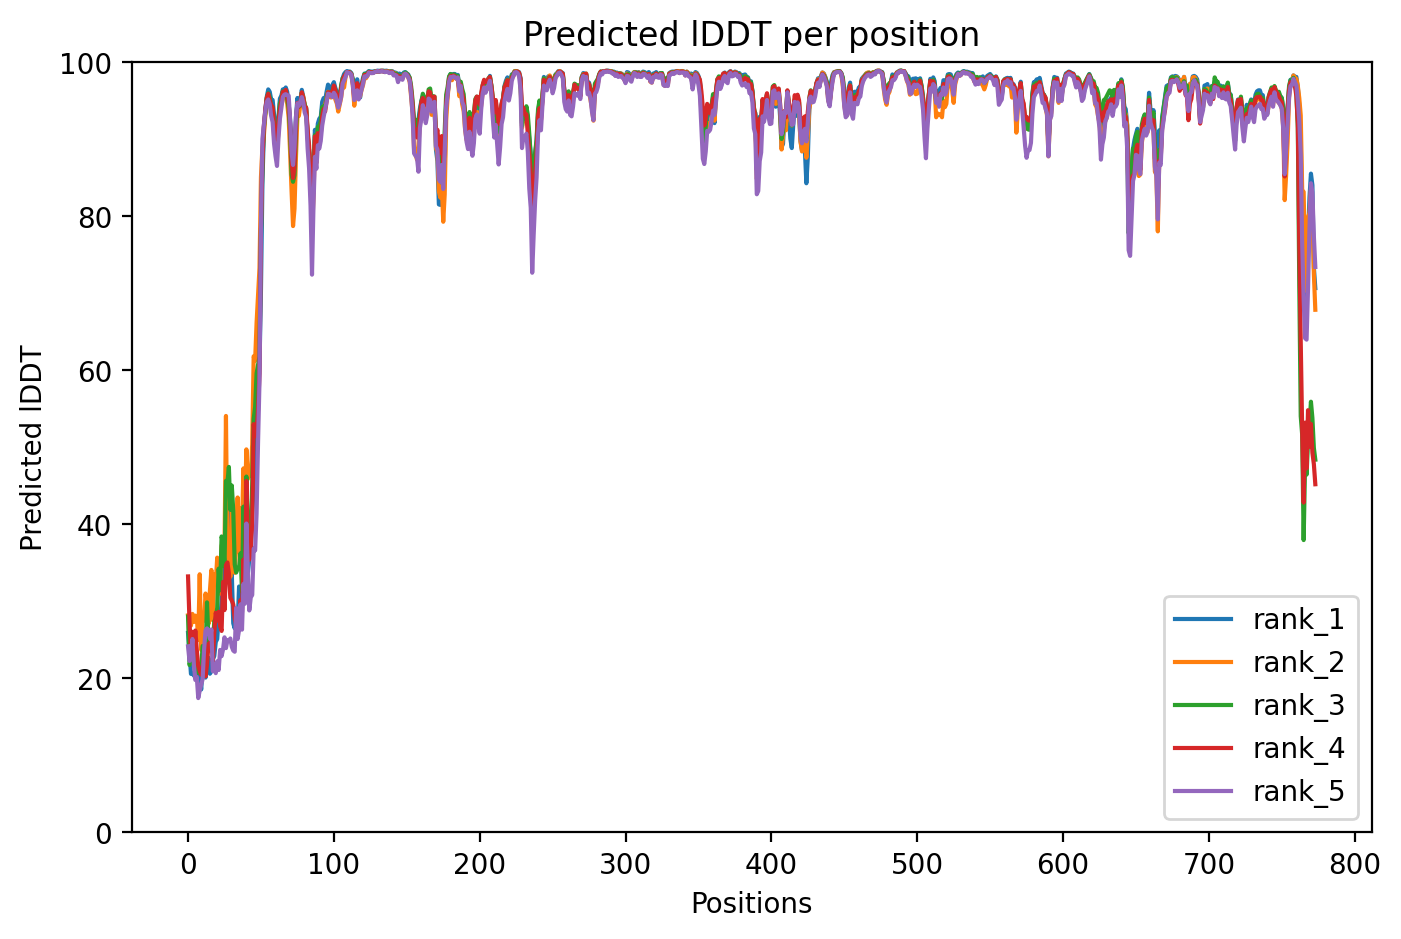 Predicted lDDT per position
100
80
60
40
20
0
Predicted lDDT
0 100 200 300 400 500 600 700 800
Positions
rank_1
rank_2
rank_3
rank_4
rank_5